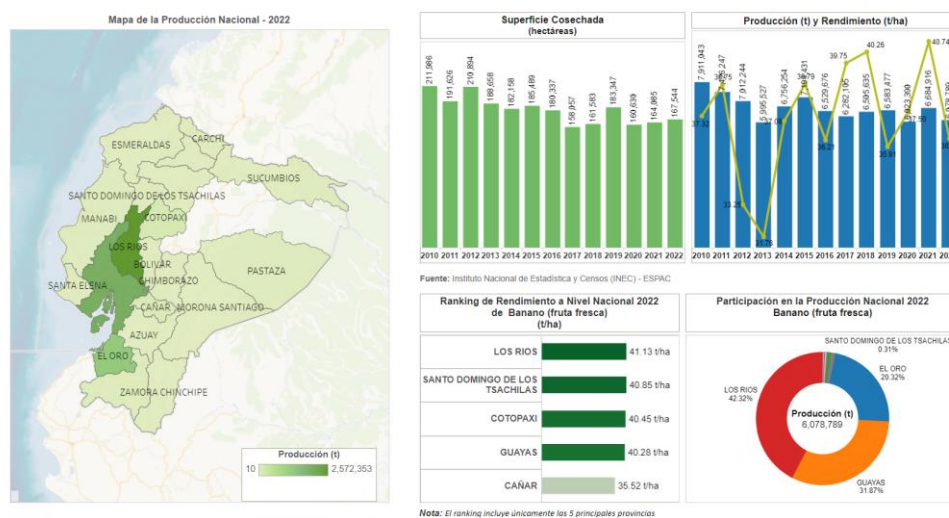 Mapa de la Producción Nacional - 2022
ESMERALDAS
CARCHI
SUCUMBIOS
SANTO DOMINGO DE LOS TSACHILAS
MANABI
COTOPAXI
LOS RIOS
BOLIVAR
PASTAZA
SANTA ELENA
CHIMBORAZO
CAÑAR
MORONA SANTIAGO
AZUAY
EL ORO
ZAMORA CHINCHIPE
Producción (t)
10
2,572,353
Superficie Cosechada
(hectáreas)
211,986
191,626
210,894
188,658
182,158
185,489
180,337
158,057
161,583
183,347
160,639
164,085
167,544
2010 2011 2012 2013 2014 2015 2016 2017 2018 2019 2020 2021 2022
Producción (t) y Rendimiento (t/ha)
7,911,043
7,012,244
5,995,527
6,756,254
6,529,676
6,282,105
6,583,477
6,684,916
37.32
33.25
31.78
36.21
39.75
40.26
35.91
40.74
2010 2011 2012 2013 2014 2015 2016 2017 2018 2019 2020 2021
Fuente: Instituto Nacional de Estadística y Censos (INEC) - ESPAC
Ranking de Rendimiento a Nivel Nacional 2022
de Banano (fruta fresca)
(t/ha)
LOS RIOS
41.13 t/ha
SANTO DOMINGO DE LOS
TSACHILAS
40.85 t/ha
COTOPAXI
40.45 t/ha
GUAYAS
40.28 t/ha
CAÑAR
35.52 t/ha
Nota: El ranking incluye únicamente las 5 principales provincias
Participación en la Producción Nacional 2022
Banano (fruta fresca)
SANTO DOMINGO DE LOS TSACHILAS
0.31%
EL ORO
20.32%
LOS RIOS
42.32%
Producción (t)
6,078,789
GUAYAS
31.87%